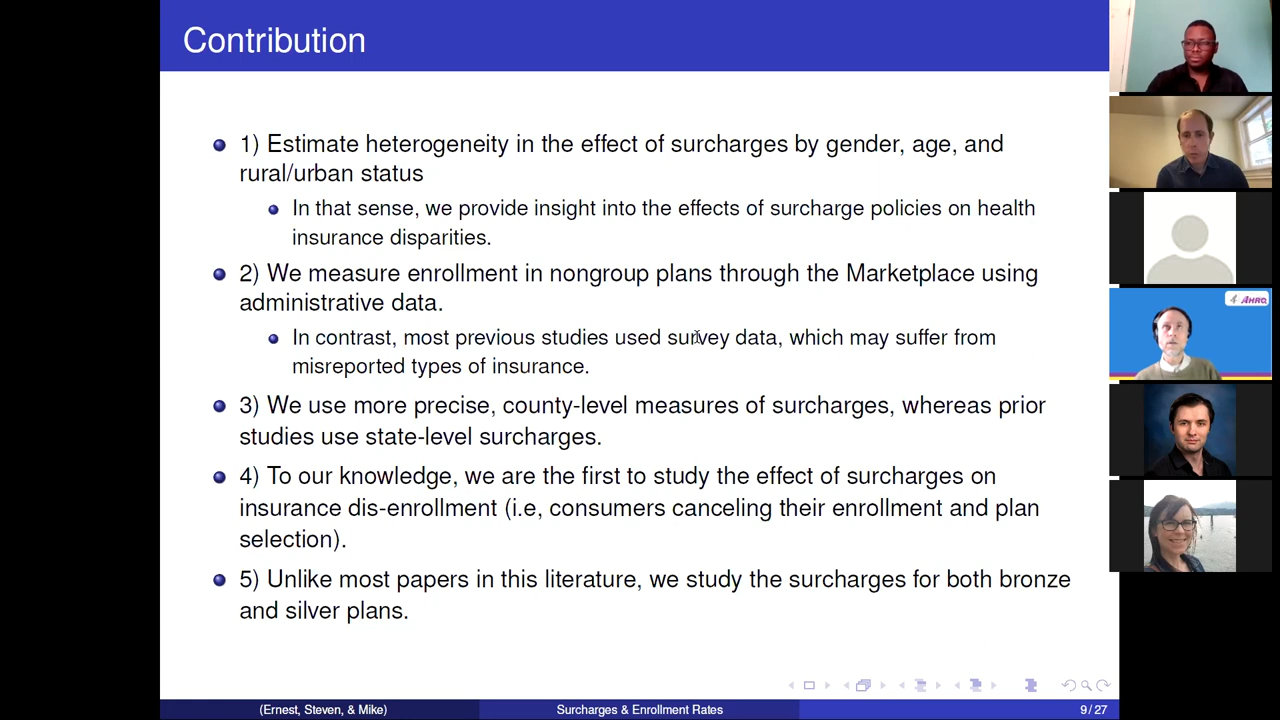 Contribution
1) Estimate heterogeneity in the effect of surcharges by gender, age, and
rural/urban status
In that sense, we provide insight into the effects of surcharge policies on health
insurance disparities.
2) We measure enrollment in nongroup plans through the Marketplace using
administrative data.
In contrast, most previous studies used survey data, which may suffer from
misreported types of insurance.
3) We use more precise, county-level measures of surcharges, whereas prior
studies use state-level surcharges.
4) To our knowledge, we are the first to study the effect of surcharges on
insurance dis-enrollment (i.e, consumers canceling their enrollment and plan
selection).
5) Unlike most papers in this literature, we study the surcharges for both bronze
and silver plans.
(Ernest, Steven, & Mike)
Surcharges & Enrollment Rates
9 / 27
AHRQ